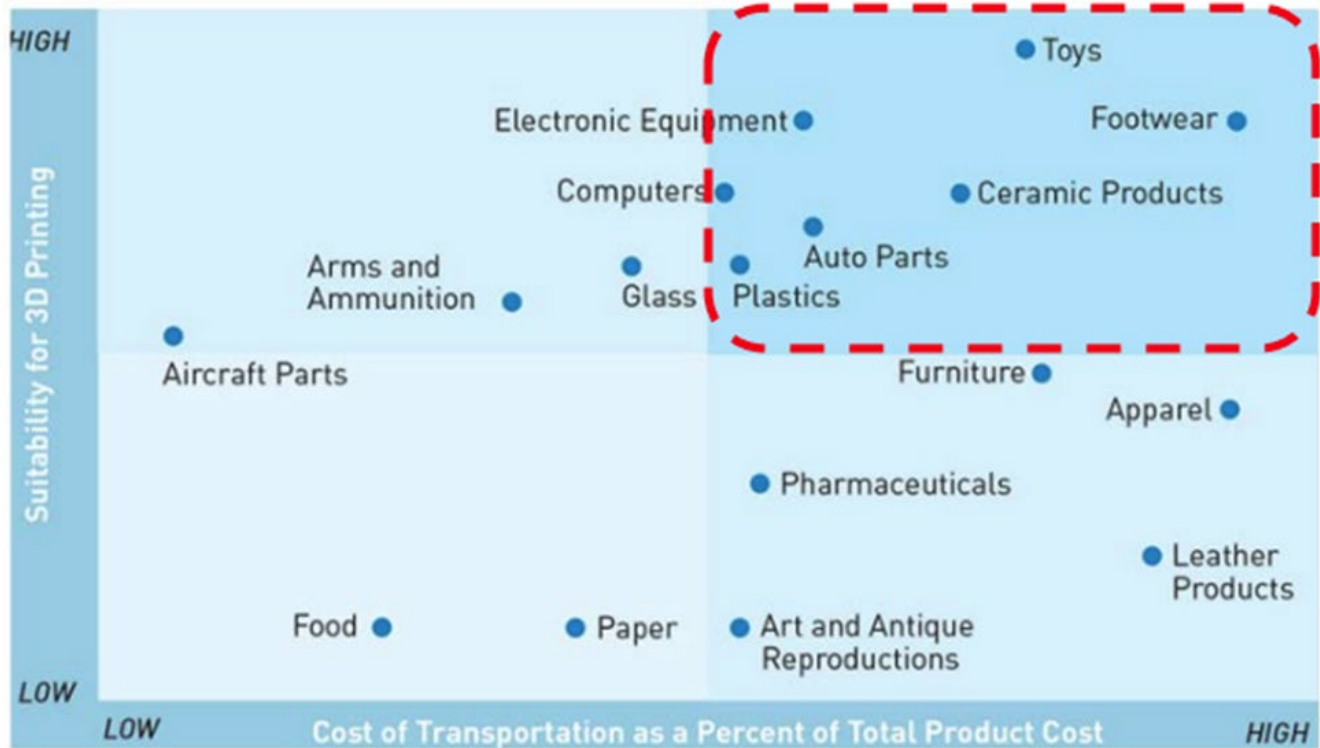 HIGH
Toys
Electronic Equipment
Footwear
Computers
Ceramic Products
Auto Parts
Arms and
Ammunition
Glass
Plastics
Aircraft Parts
Furniture
Apparel
Pharmaceuticals
Leather
Products
Food
Paper
Art and Antique
Reproductions
Suitability for 3D Printing
LOW
LOW
Cost of Transportation as a Percent of Total Product Cost
HIGH